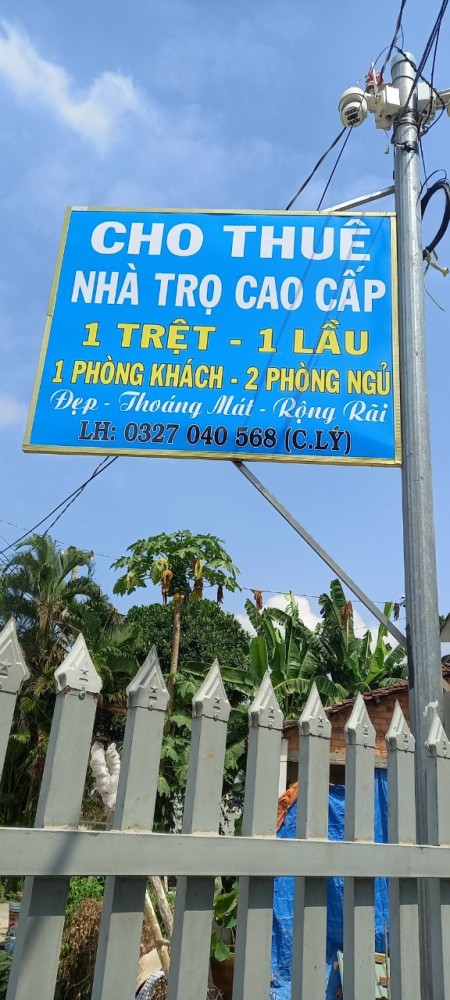 CHO THUÊ
NHÀ TRỌ CAO CẤP
1 TRỆT - 1 LẦU
1 PHÒNG KHÁCH - 2 PHÒNG NGỦ
Đẹp - Thoáng Mát - Rộng Rãi
LH: 0327 040 568 (C.LÝ)